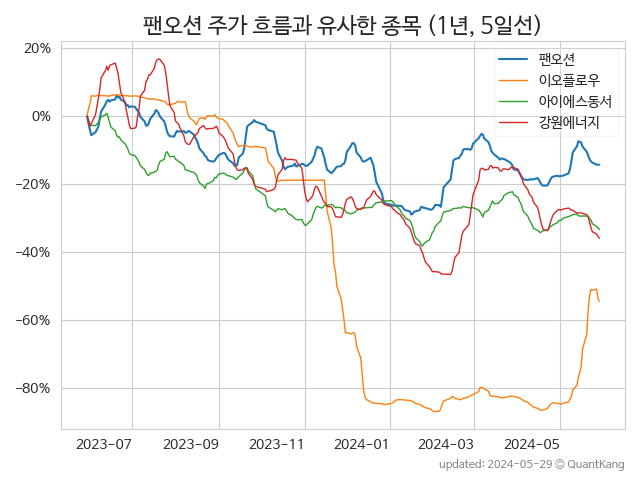 팬오션 주가 흐름과 유사한 종목 (1년, 5일선)
20%
0%
−20%
−40%
−60%
−80%
팬오션
이오플로우
아이에스동서
강원에너지
2023-07
2023-09
2023-11
2024-01
2024-03
2024-05
updated: 2024-05-29 © QuantKang